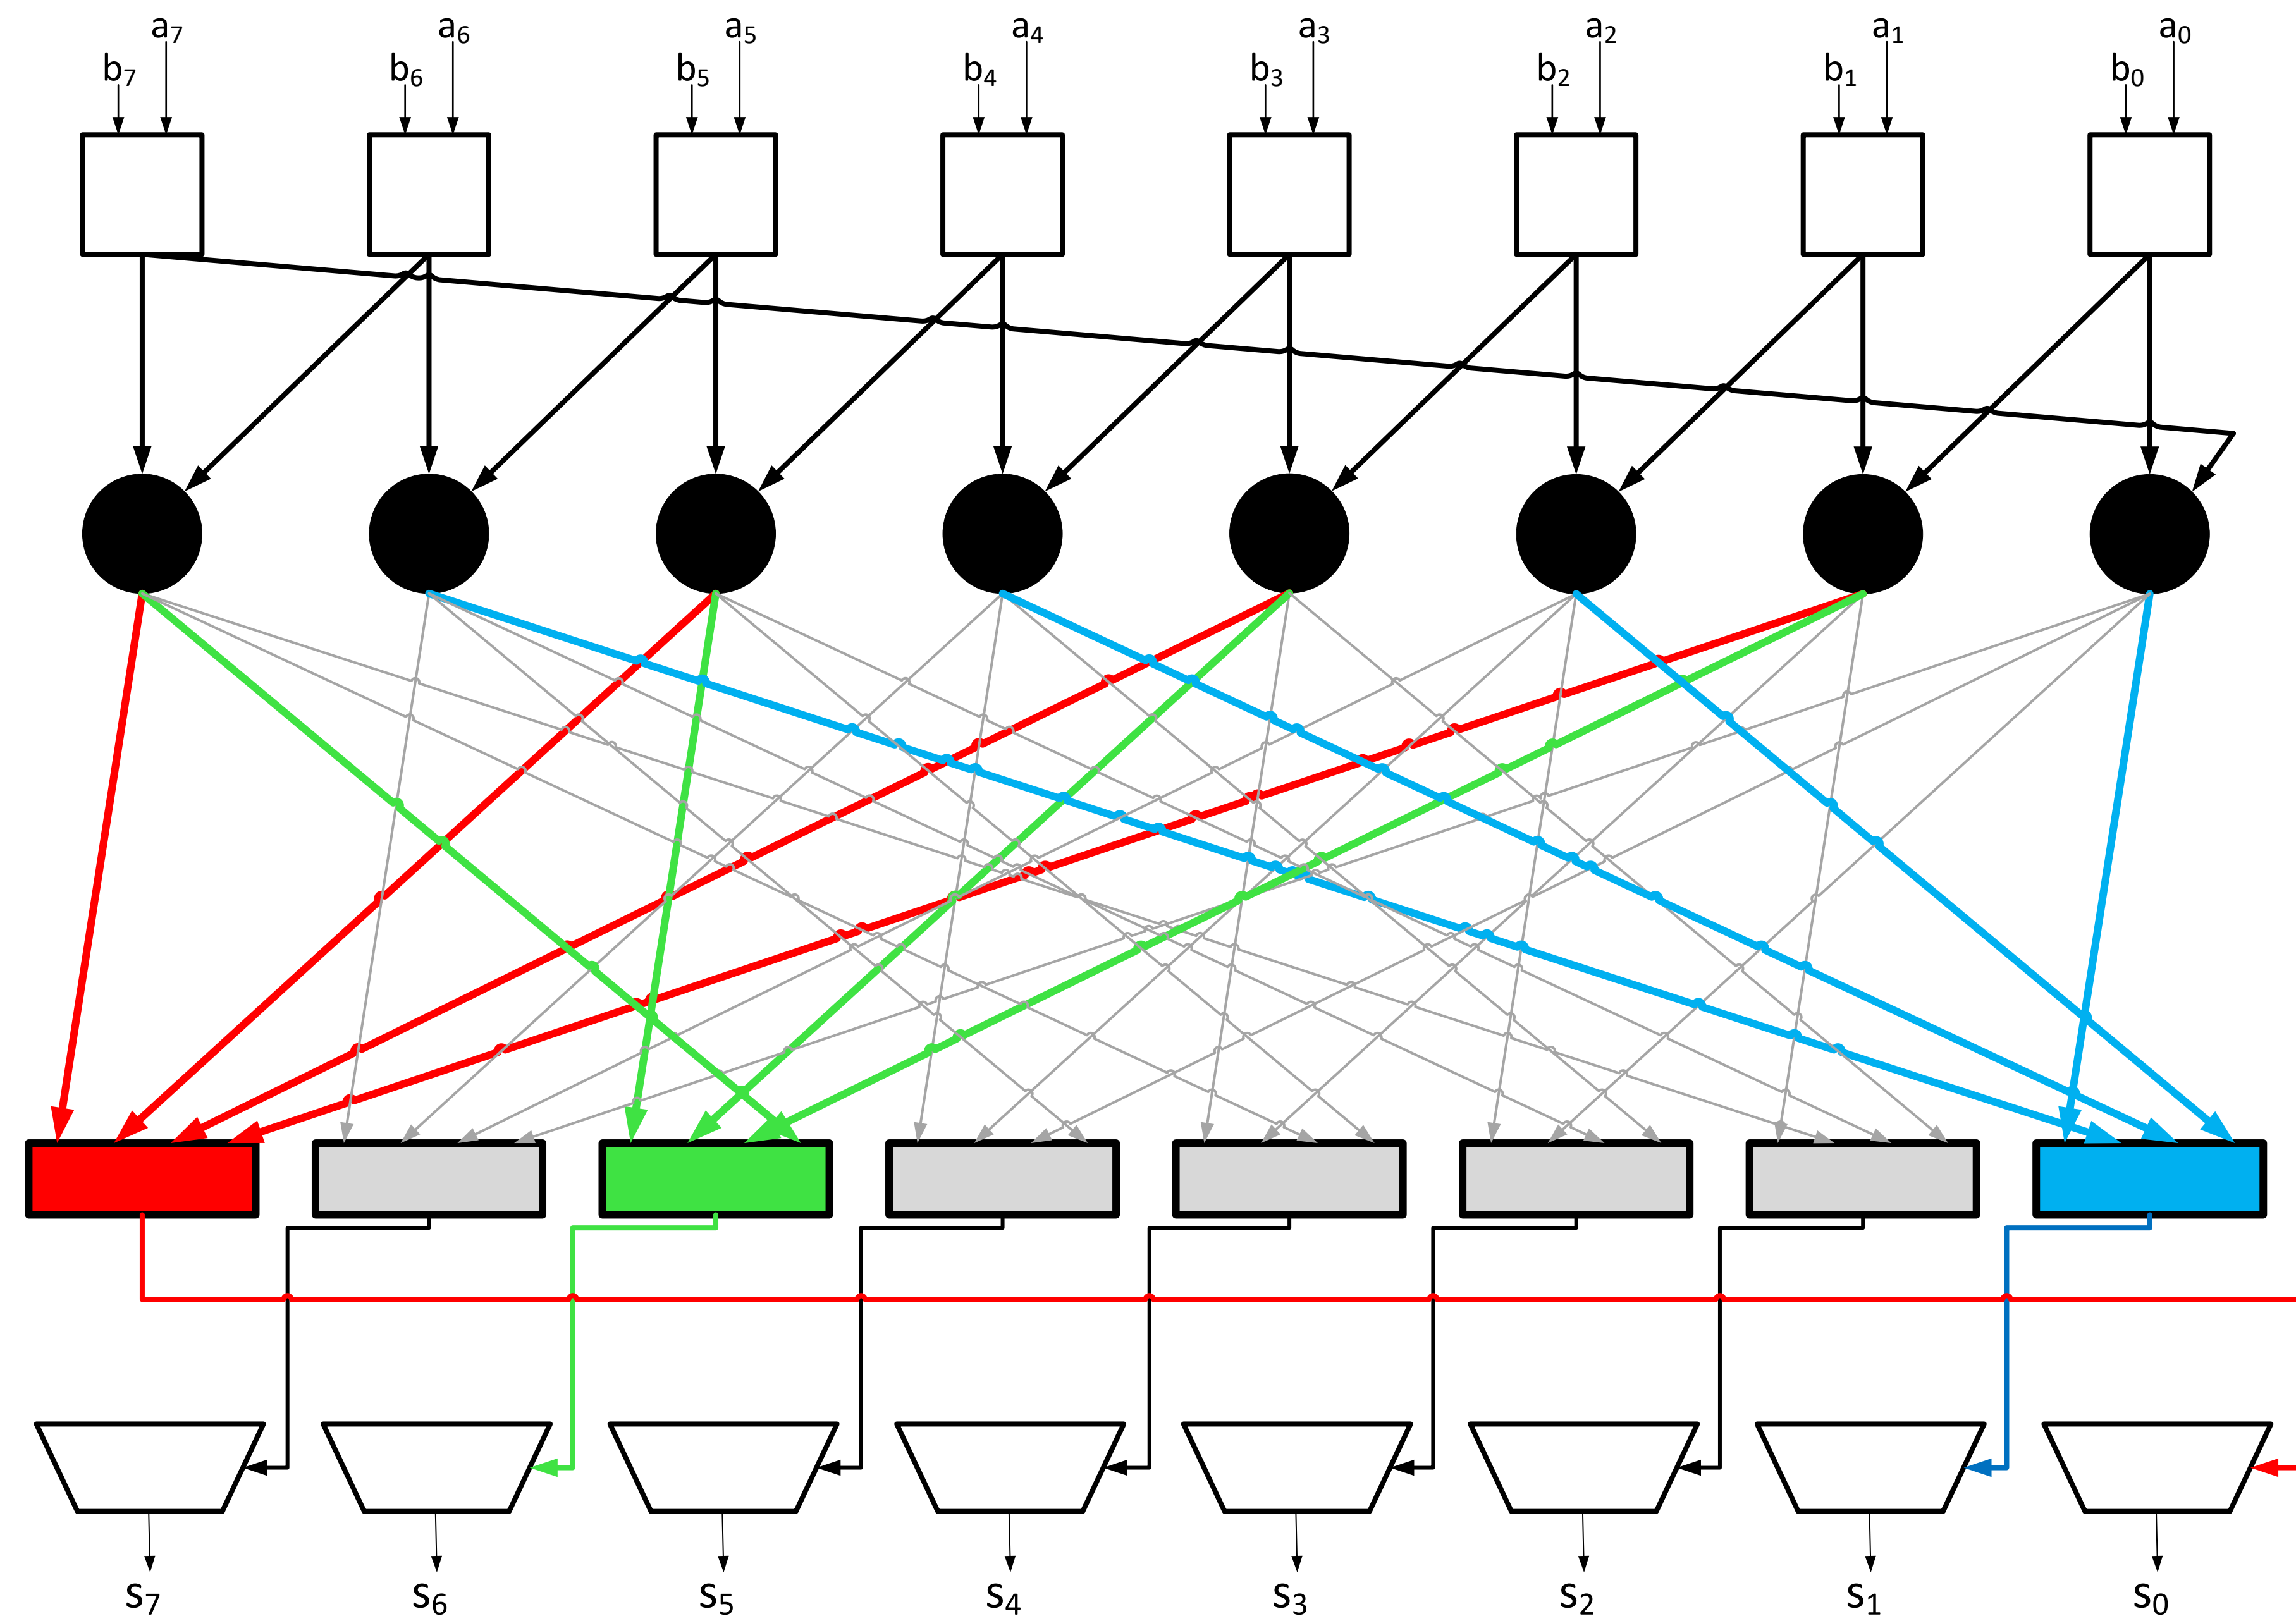 a₇ a₆ a₅ a₄ a₃ a₂ a₁ a₀
b₇ b₆ b₅ b₄ b₃ b₂ b₁ b₀
s₇ s₆ s₅ s₄ s₃ s₂ s₁ s₀